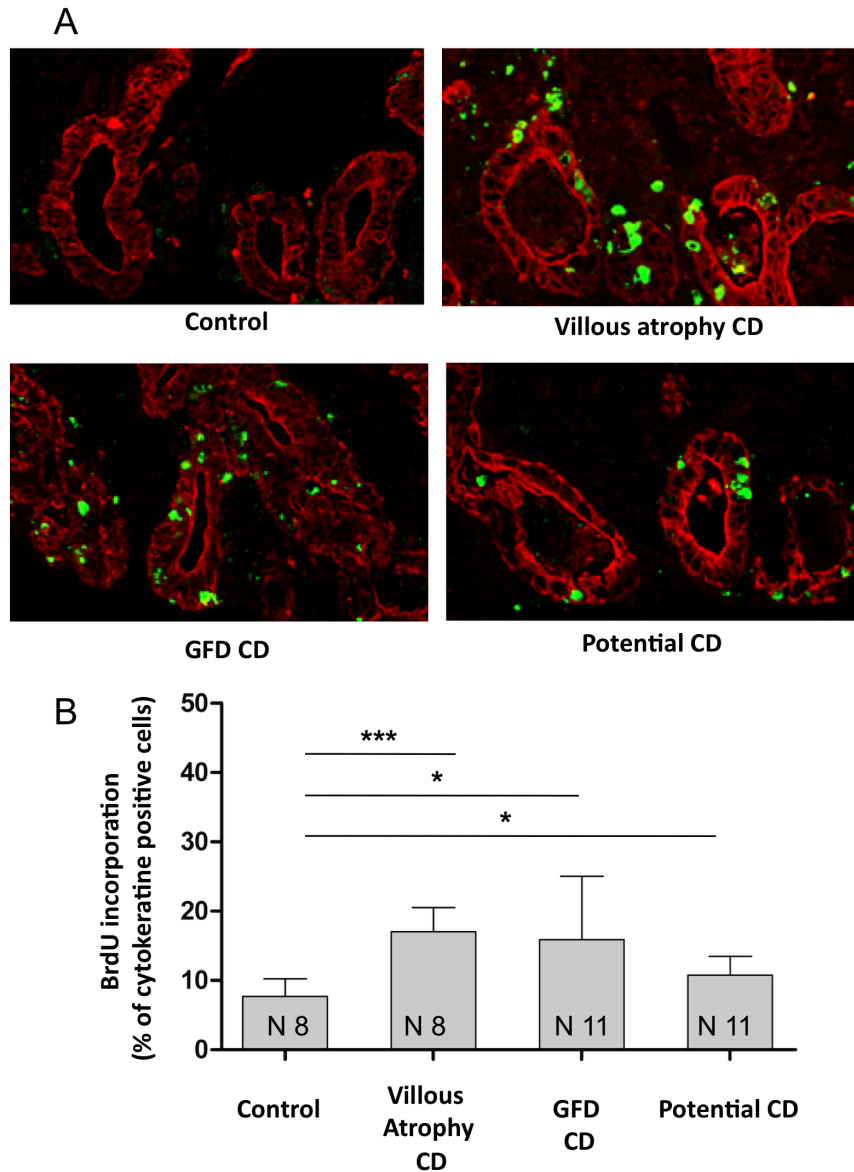 A
Control
Villous atrophy CD
GFD CD
Potential CD
B
BrdU incorporation
(% of cytokeratine positive cells)
50
40
30
20
10
0
***
*
*
N 8
N 8
N 11
N 11
Control
Villous
Atrophy
CD
GFD
CD
Potential CD